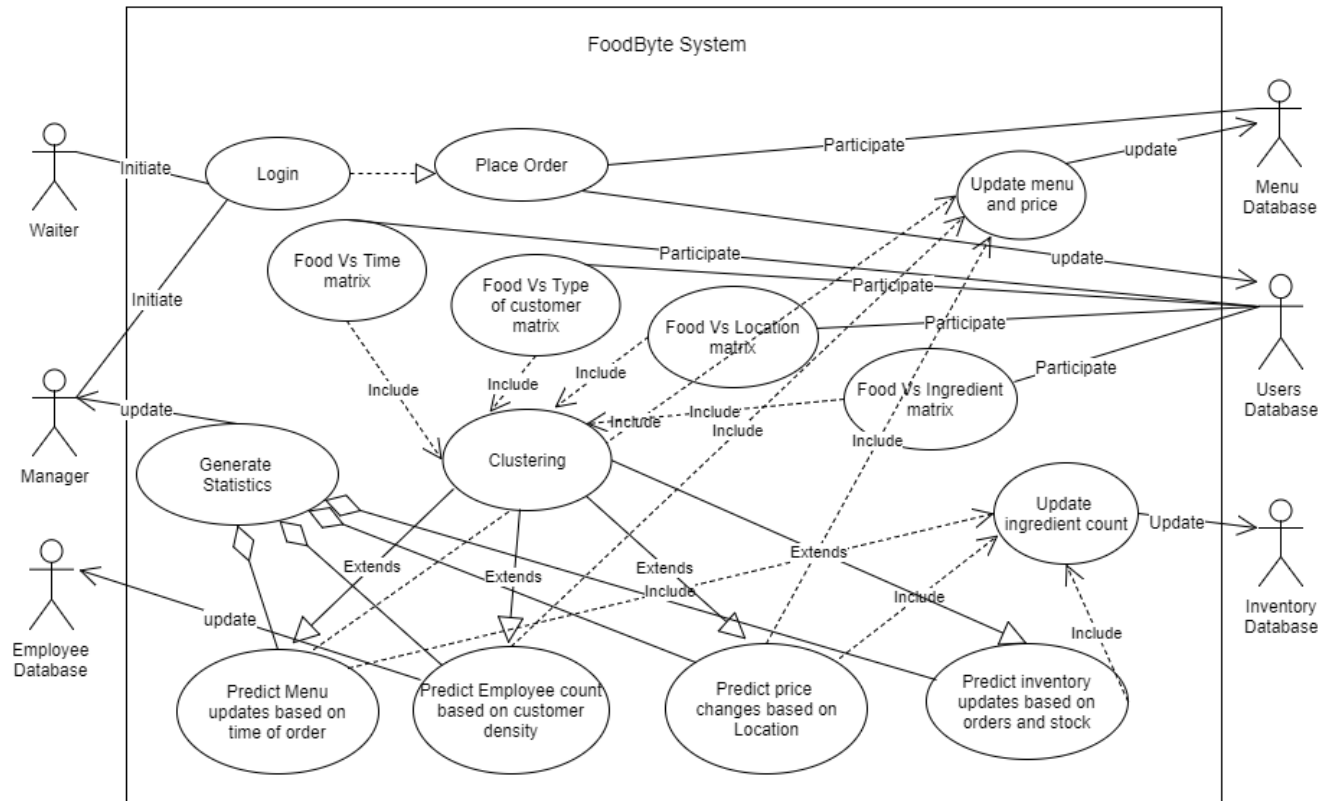 FoodByte System
Waiter
Initiate
Login
Place Order
Participate
update
Update menu
and price
Menu
Database
Initiate
Food Vs Time
matrix
Food Vs Type
of customer
matrix
Food Vs Location
matrix
Food Vs Ingredient
matrix
Participate
update
Participate
Participate
Participate
Users
Database
Include
Include
Include
Include
Include
Include
Include
Manager
update
Generate
Statistics
Clustering
Update
ingredient count
Update
Inventory
Database
Employee
Database
update
Extends
Extends
Extends
Extends
Include
Include
Include
Predict Menu
updates based on
time of order
Predict Employee count
based on customer
density
Predict price
changes based on
Location
Predict inventory
updates based on
orders and stock